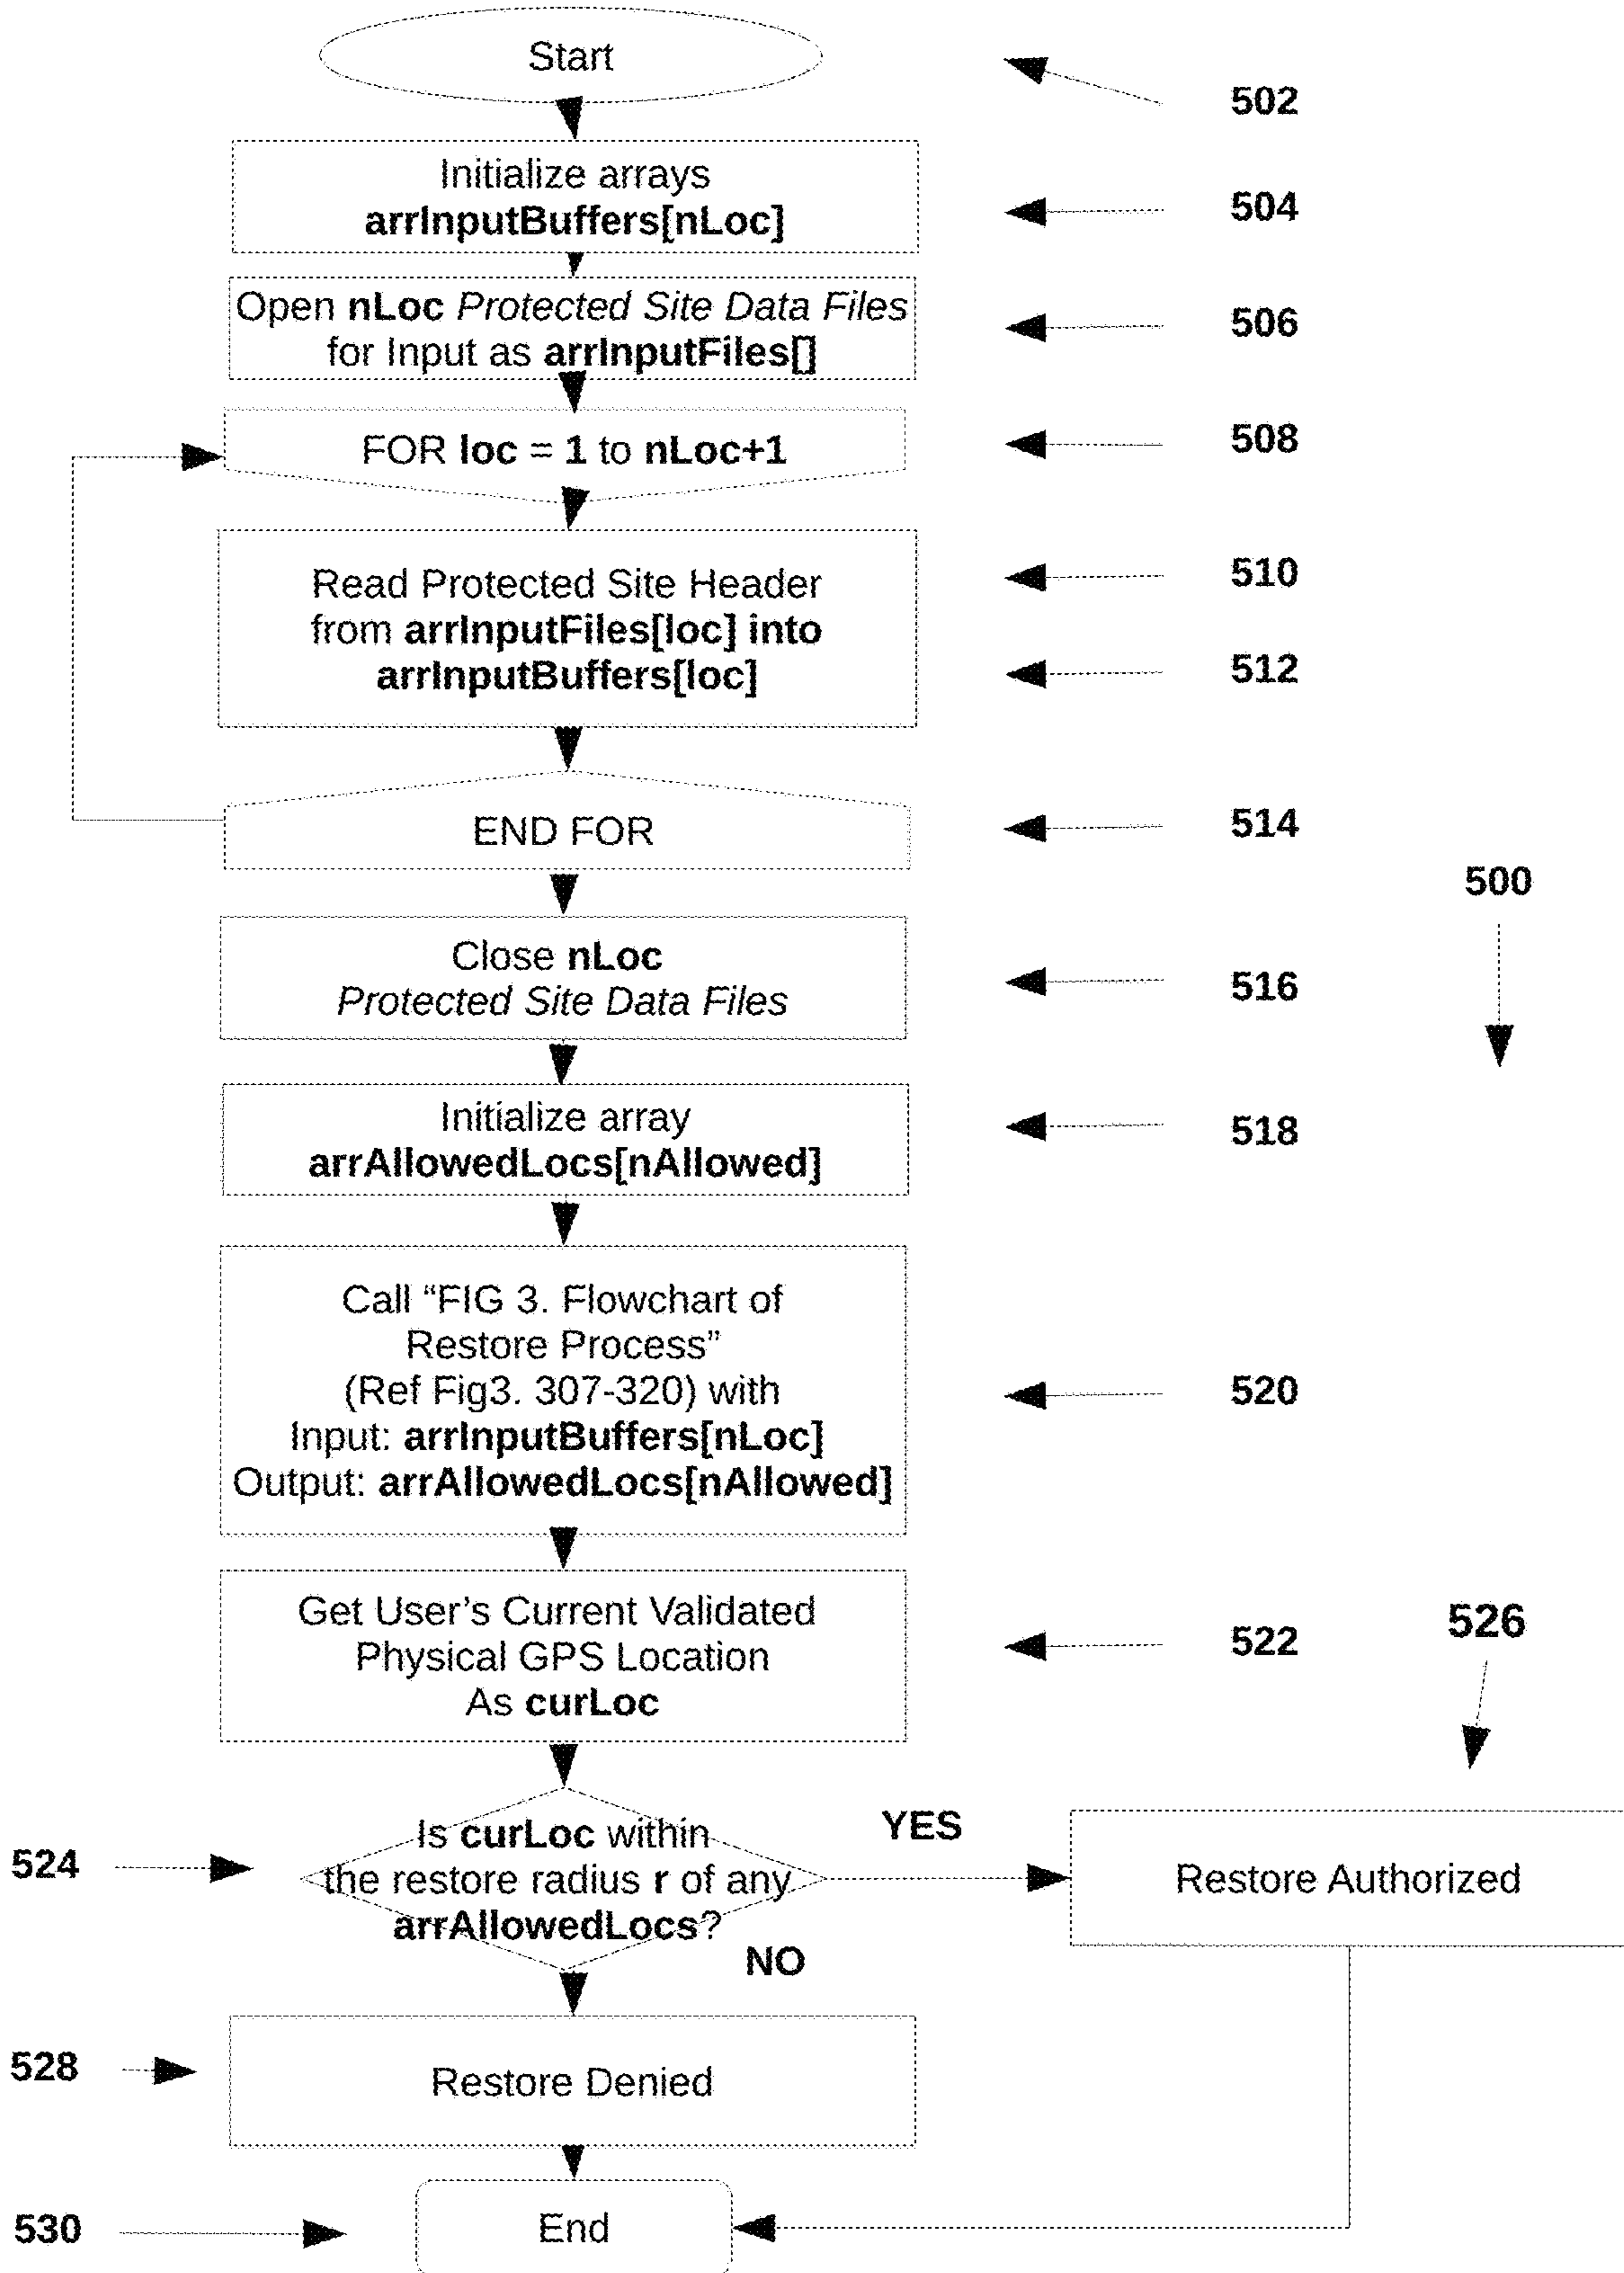 Start
502
Initialize arrays
arrInputBuffers[nLoc]
504
Open nLoc Protected Site Data Files
for Input as arrInputFiles[]
506
FOR loc = 1 to nLoc+1
508
Read Protected Site Header
from arrInputFiles[loc] into
arrInputBuffers[loc]
510
512
END FOR
514
500
Close nLoc
Protected Site Data Files
516
Initialize array
arrAllowedLocs[nAllowed]
518
Call “FIG 3. Flowchart of
Restore Process”
(Ref Fig3. 307-320) with
Input: arrInputBuffers[nLoc]
Output: arrAllowedLocs[nAllowed]
520
Get User’s Current Validated
Physical GPS Location
As curLoc
522
526
524
Is curLoc within
the restore radius r of any
arrAllowedLocs?
YES
Restore Authorized
NO
528
Restore Denied
530
End